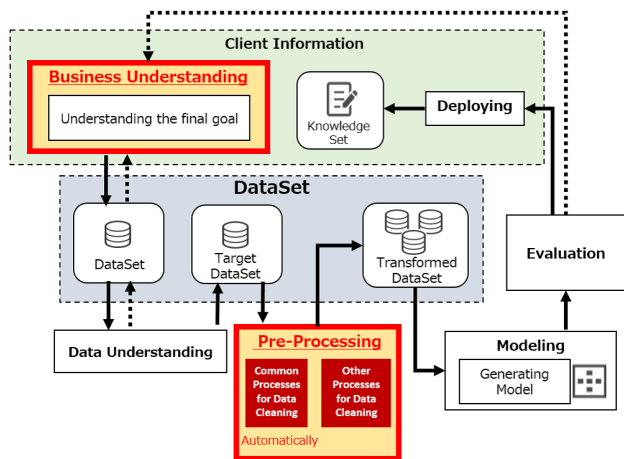 Client Information
Business Understanding
Understanding the final goal
Knowledge
Set
Deploying
DataSet
DataSet
Target
DataSet
Transformed
DataSet
Evaluation
Data Understanding
Pre-Processing
Common
Processes
for Data
Cleaning
Other
Processes
for Data
Cleaning
Automatically
Modeling
Generating
Model